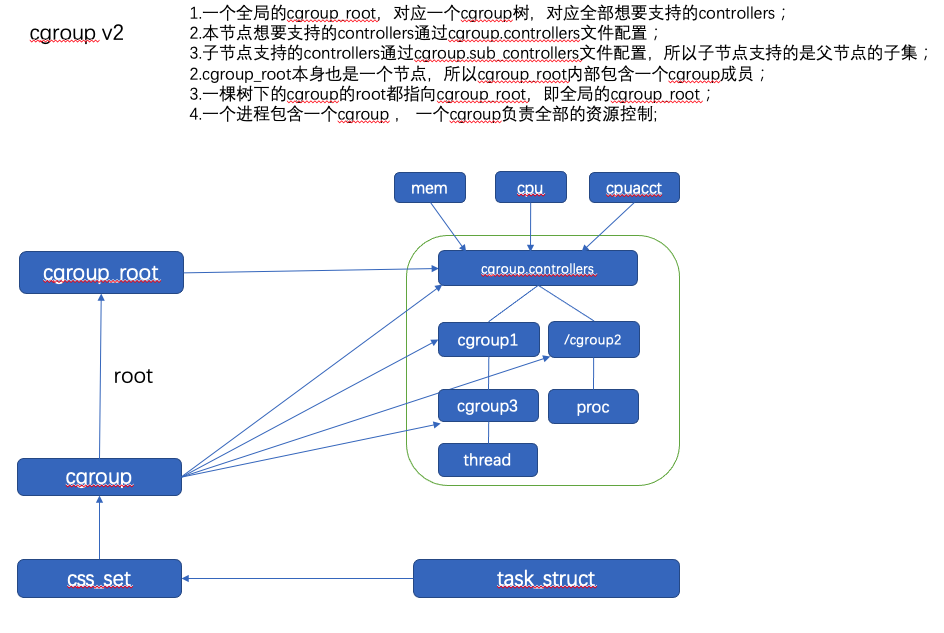 cgroup v2
1.一个全局的cgroup_root，对应一个cgroup树，对应全部想要支持的controllers；
2.本节点想要支持的controllers通过cgroup.controllers文件配置；
3.子节点支持的controllers通过cgroup.sub_controllers文件配置，所以子节点支持的是父节点的子集；
2.cgroup_root本身也是一个节点，所以cgroup_root内部包含一个cgroup成员；
3.一棵树下的cgroup的root都指向cgroup_root，即全局的cgroup_root；
4.一个进程包含一个cgroup ， 一个cgroup负责全部的资源控制;
mem
cpu
cpuacct
cgroup_root
cgroup.controllers
cgroup1
/cgroup2
root
cgroup3
proc
cgroup
thread
css_set
task_struct